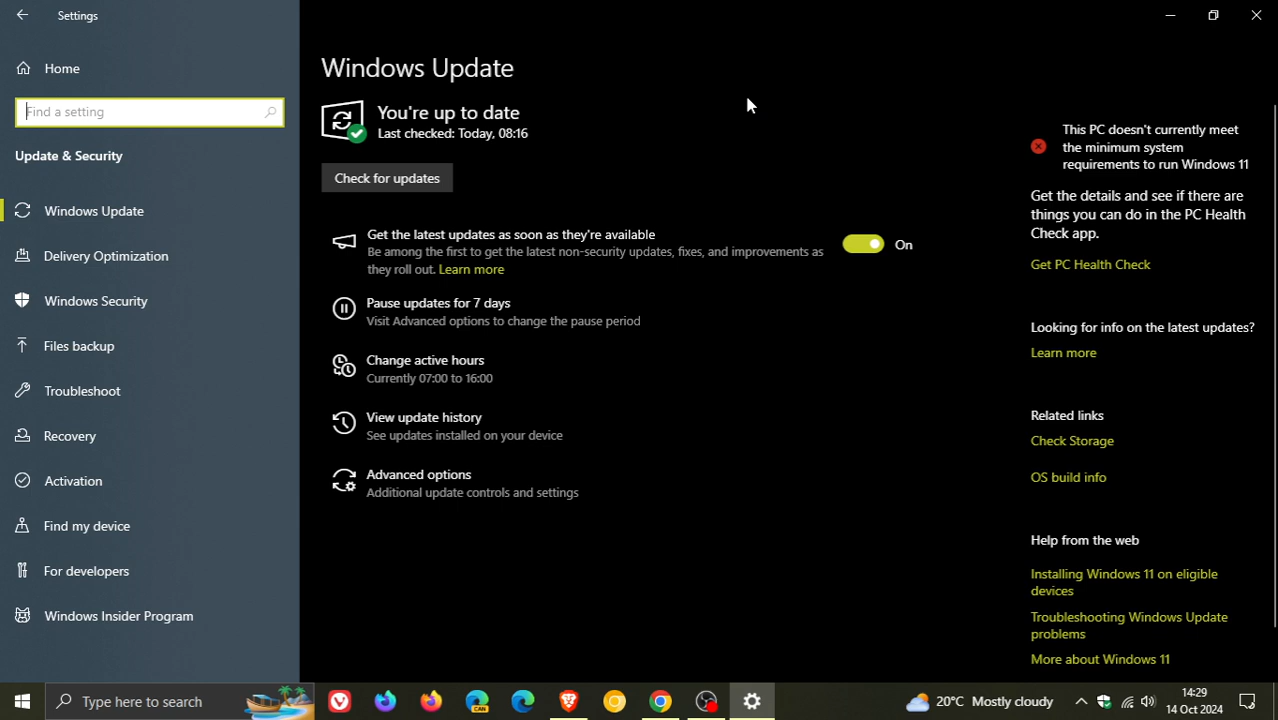 Settings
Home
Find a setting
Update & Security
Windows Update
Delivery Optimization
Windows Security
Files backup
Troubleshoot
Recovery
Activation
Find my device
For developers
Windows Insider Program
Windows Update
You're up to date
Last checked: Today, 08:16
Check for updates
Get the latest updates as soon as they're available
Be among the first to get the latest non-security updates, fixes, and improvements as
they roll out. Learn more
On
Pause updates for 7 days
Visit Advanced options to change the pause period
Change active hours
Currently 07:00 to 16:00
View update history
See updates installed on your device
Advanced options
Additional update controls and settings
This PC doesn't currently meet
the minimum system
requirements to run Windows 11
Get the details and see if there are
things you can do in the PC Health
Check app.
Get PC Health Check
Looking for info on the latest updates?
Learn more
Related links
Check Storage
OS build info
Help from the web
Installing Windows 11 on eligible
devices
Troubleshooting Windows Update
problems
More about Windows 11
Type here to search
CAN
20°C Mostly cloudy
14:29
14 Oct 2024